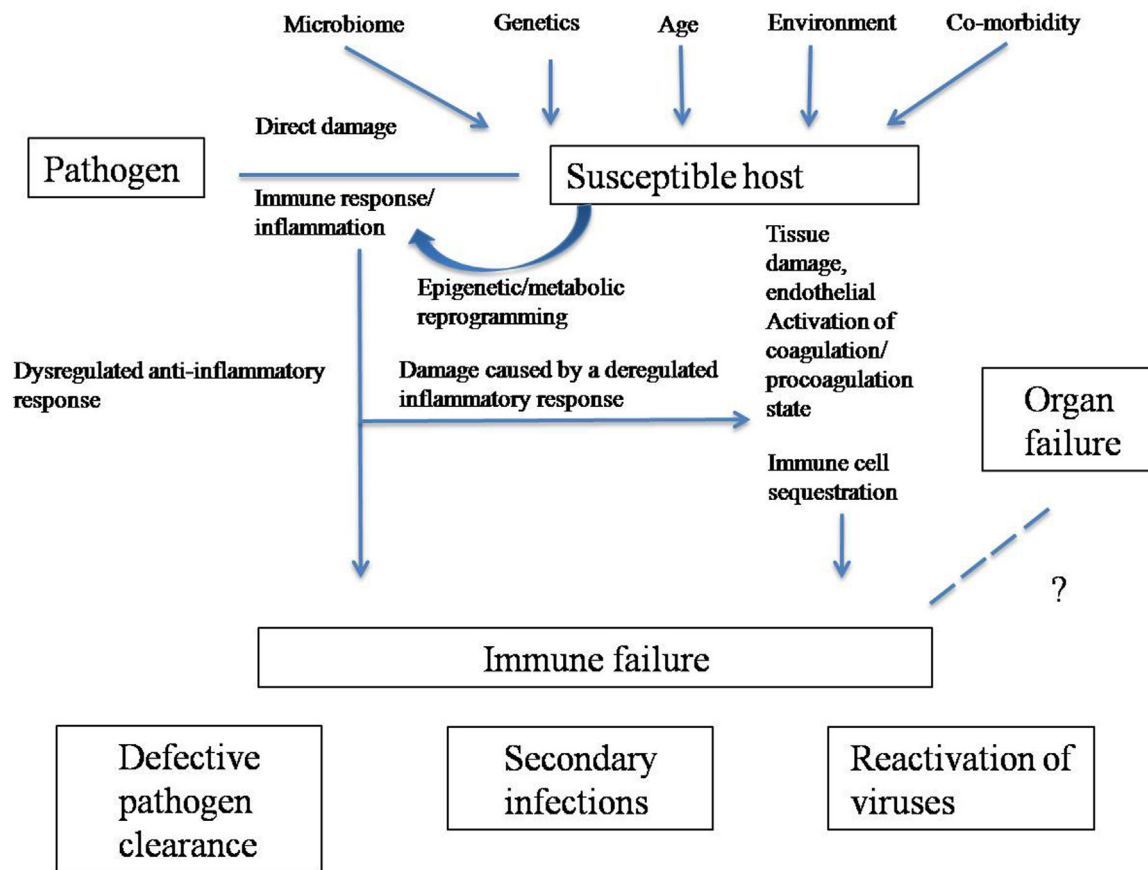 Microbiome
Genetics
Age
Environment
Co-morbidity
Direct damage
Pathogen
Susceptible host
Immune response/
inflammation
Epigenetic/metabolic
reprogramming
Tissue
damage,
endothelial
Activation of
coagulation/
procoagulation
state
Dysregulated anti-inflammatory
response
Damage caused by a deregulated
inflammatory response
Organ
failure
Immune cell
sequestration
?
Immune failure
Defective
pathogen
clearance
Secondary
infections
Reactivation of
viruses